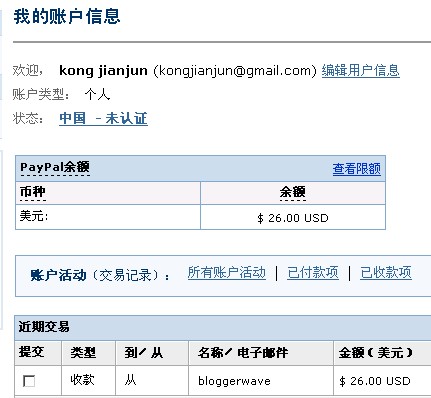 我的账户信息
欢迎， kong jianjun (kongjianjun@gmail.com) 编辑用户信息
账户类型： 个人
状态： 中国 - 未认证
PayPal余额 查看限额
币种 余额
美元: $ 26.00 USD
账户活动（交易记录）： 所有账户活动 | 已付款项 | 已收款项
近期交易
提交 类型 到/ 从 名称/ 电子邮件 金额（美元）
收款 从 bloggerwave $ 26.00 USD